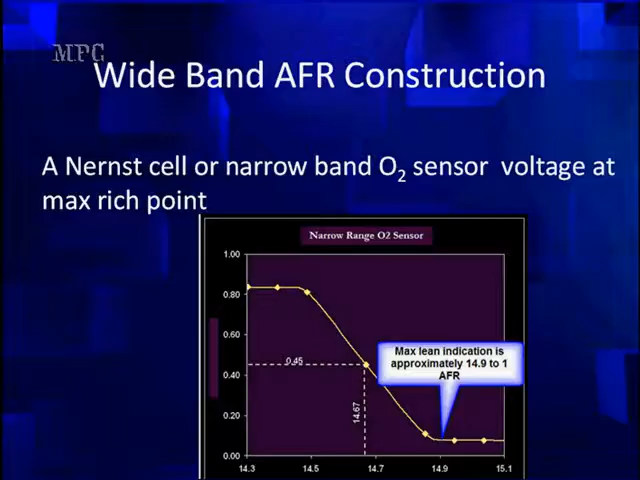 MPC
Wide Band AFR Construction
A Nernst cell or narrow band O2 sensor voltage at
max rich point
Narrow Range O2 Sensor
1.00
0.80
0.60
0.45
0.40
0.20
0.00
Max lean indication is
approximately 14.9 to 1
AFR
14.67
14.3 14.5 14.7 14.9 15.1